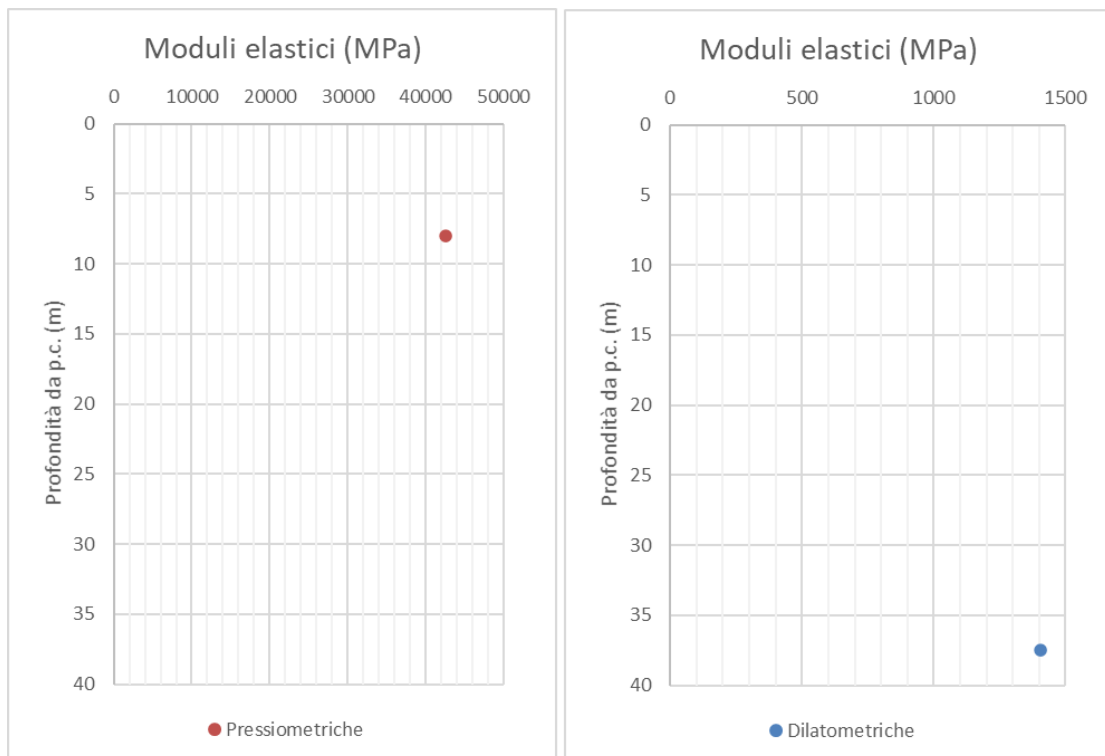 Moduli elastici (MPa)
0 10000 20000 30000 40000 50000
0
5
10
15
20
25
30
35
40
Profondità da p.c. (m)
Pressiometriche
Moduli elastici (MPa)
0 500 1000 1500
0
5
10
15
20
25
30
35
40
Profondità da p.c. (m)
Dilatometriche